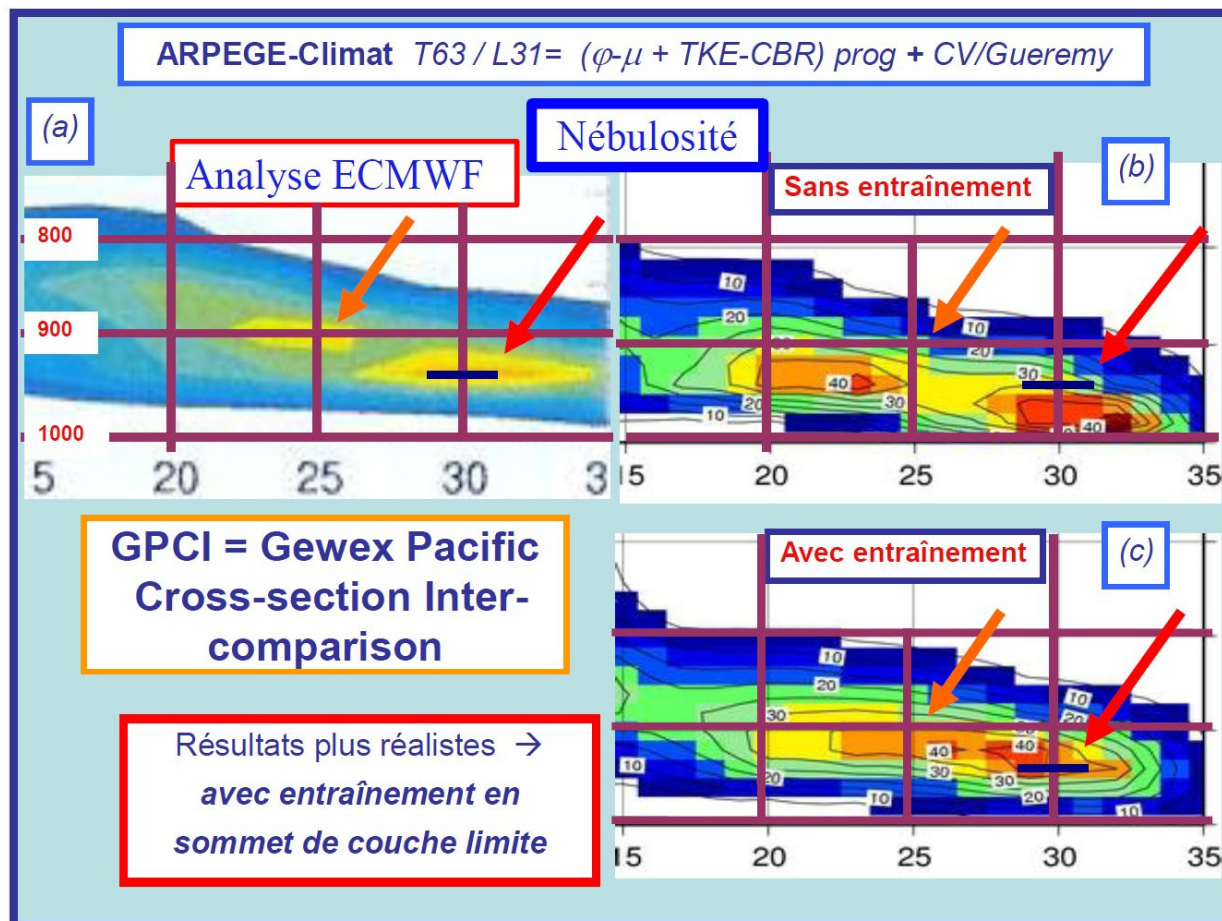 ARPEGE-Climat T63 / L31= (φ-μ + TKE-CBR) prog + CV/Gueremy
(a)
Nébulosité
Analyse ECMWF
800
900
1000
5 20 25 30 3
(b)
Sans entraînement
10
20
10
20
30
40
30
10
40
15 20 25 30 35
GPCI = Gewex Pacific
Cross-section Inter-
comparison
Avec entraînement
(c)
10
20
10
20
30
40
40
30
30
20
20
10
10
15 20 25 30 35
Résultats plus réalistes →
avec entraînement en
sommet de couche limite